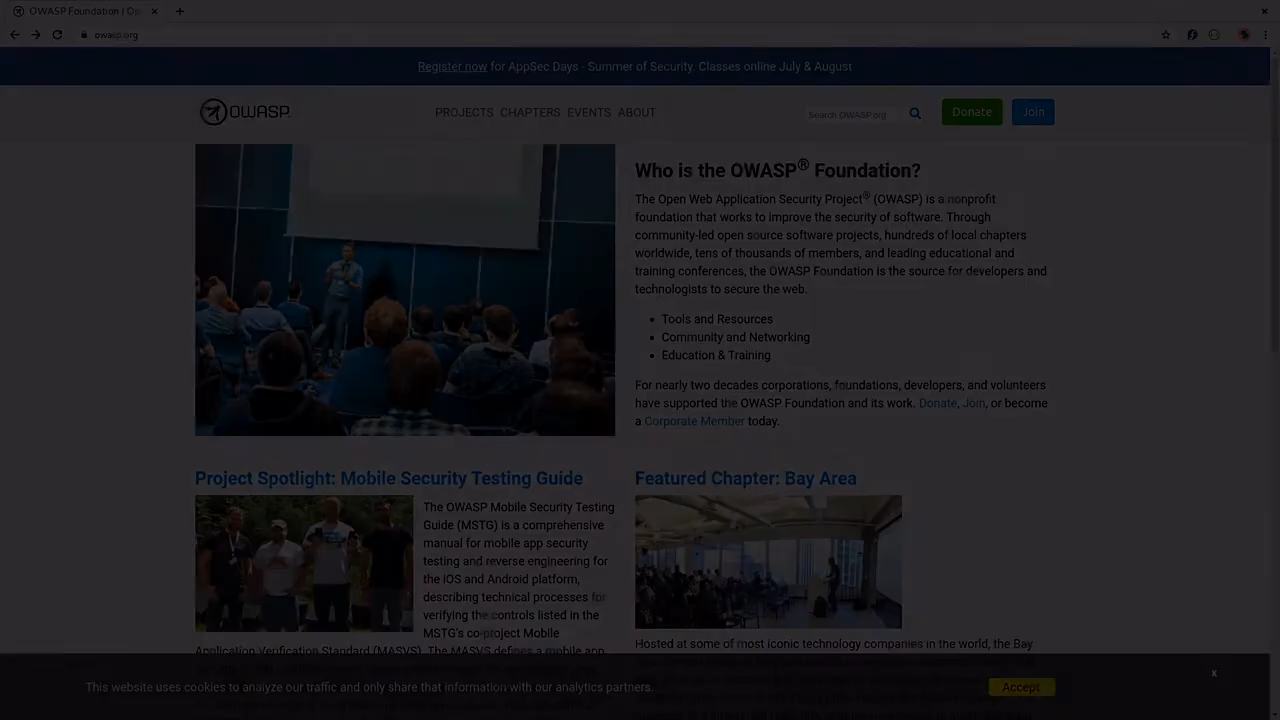 OWASP Foundation | Op
owasp.org
Register now for AppSec Days - Summer of Security. Classes online July & August
OWASP
PROJECTS CHAPTERS EVENTS ABOUT
Search OWASP.org
Donate
Join
Who is the OWASP® Foundation?
The Open Web Application Security Project® (OWASP) is a nonprofit
foundation that works to improve the security of software. Through
community-led open source software projects, hundreds of local chapters
worldwide, tens of thousands of members, and leading educational and
training conferences, the OWASP Foundation is the source for developers and
technologists to secure the web.
• Tools and Resources
• Community and Networking
• Education & Training
For nearly two decades corporations, foundations, developers, and volunteers
have supported the OWASP Foundation and its work. Donate, Join, or become
a Corporate Member today.
Project Spotlight: Mobile Security Testing Guide
The OWASP Mobile Security Testing
Guide (MSTG) is a comprehensive
manual for mobile app security
testing and reverse engineering for
the iOS and Android platform,
describing technical processes for
verifying the controls listed in the
MSTG's co-project Mobile
Application Verification Standard (MASVS). The MASVS defines a mobile app
Featured Chapter: Bay Area
Hosted at some of most iconic technology companies in the world, the Bay
This website uses cookies to analyze our traffic and only share that information with our analytics partners.
Accept
x